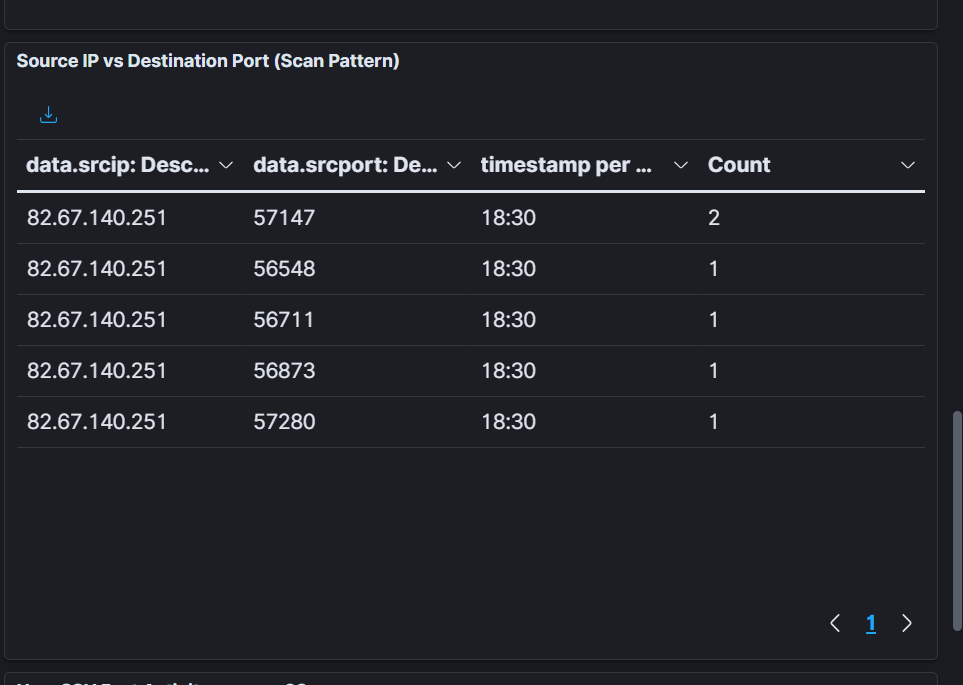 Source IP vs Destination Port (Scan Pattern)
data.srcip: Desc... data.srcport: De... timestamp per ... Count
82.67.140.251 57147 18:30 2
82.67.140.251 56548 18:30 1
82.67.140.251 56711 18:30 1
82.67.140.251 56873 18:30 1
82.67.140.251 57280 18:30 1
1